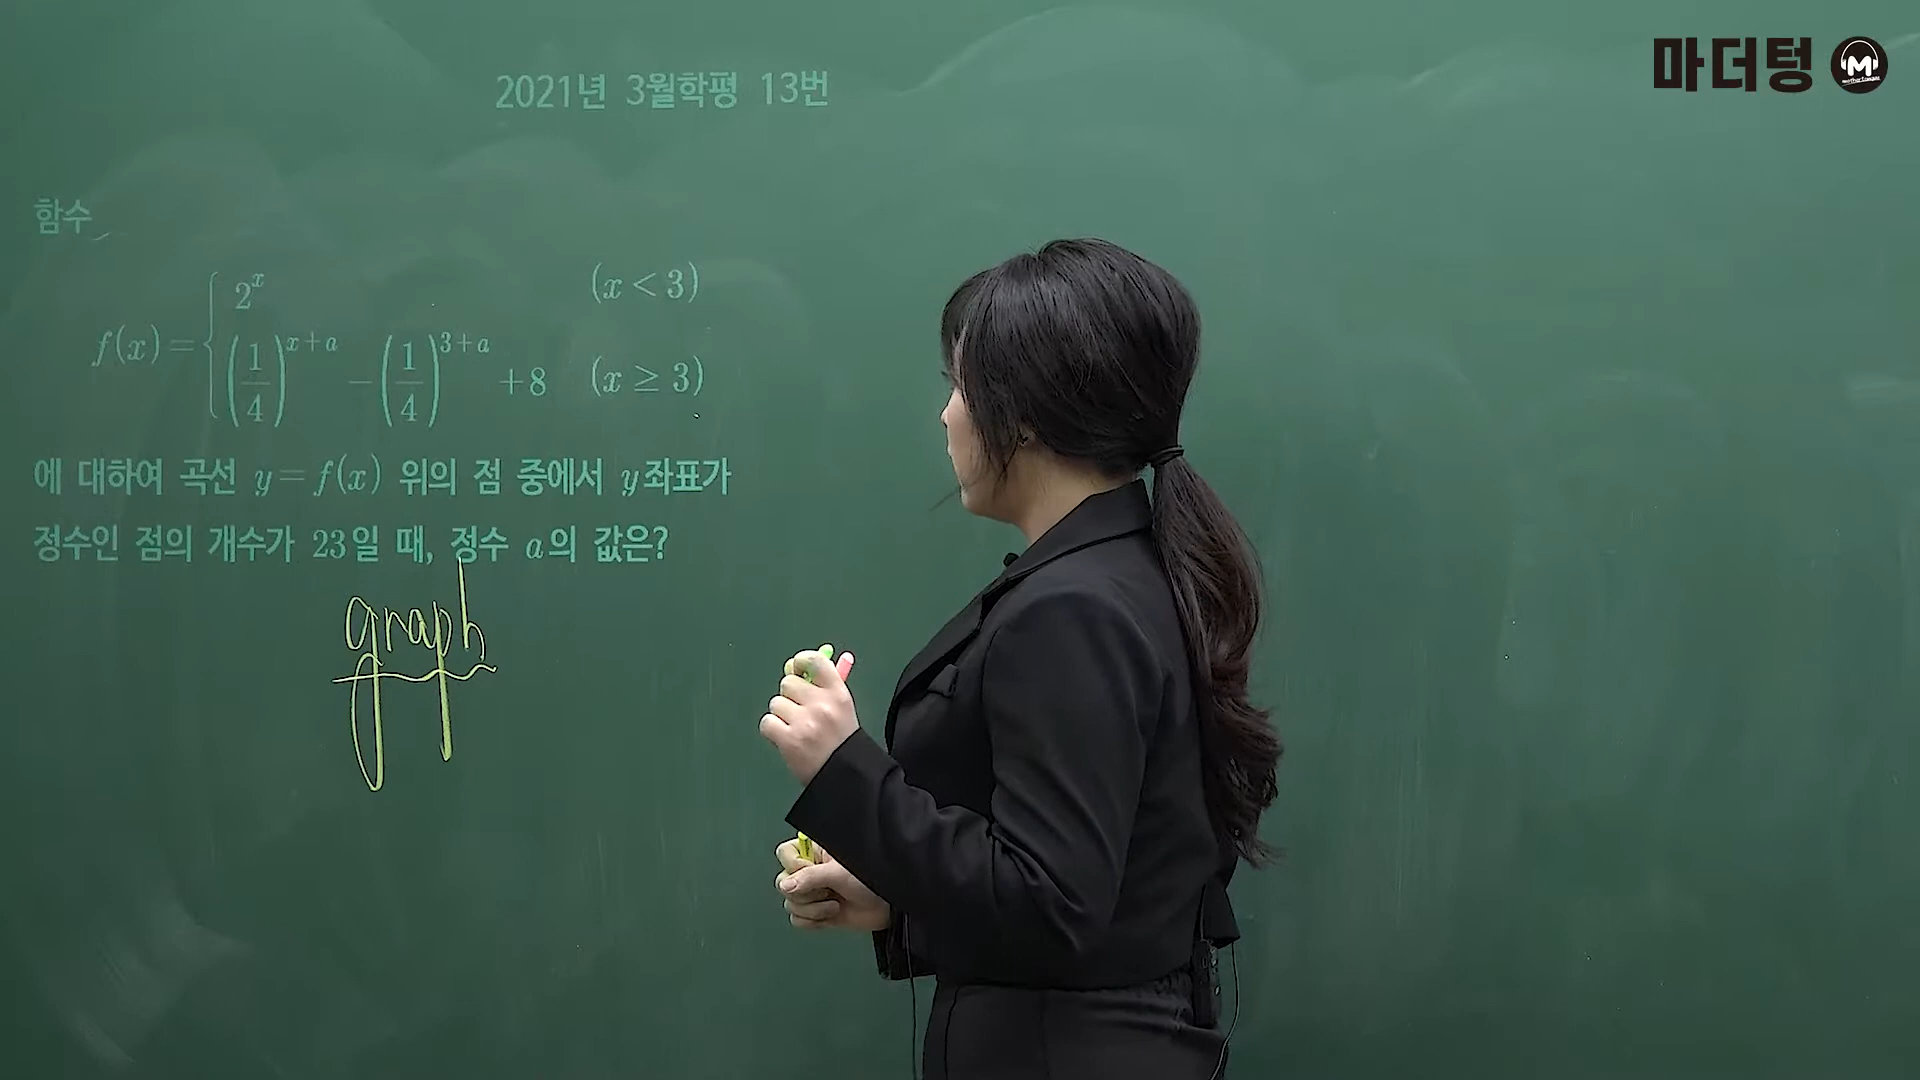 마더텅 M
2021년 3월학평 13번
함수
f(x) = { 2^x (x < 3)
(1/4)^{x+a} - (1/4)^{3+a} + 8 (x ≥ 3)
에 대하여 곡선 y = f(x) 위의 점 중에서 y좌표가
정수인 점의 개수가 23일 때, 정수 a의 값은?
graph